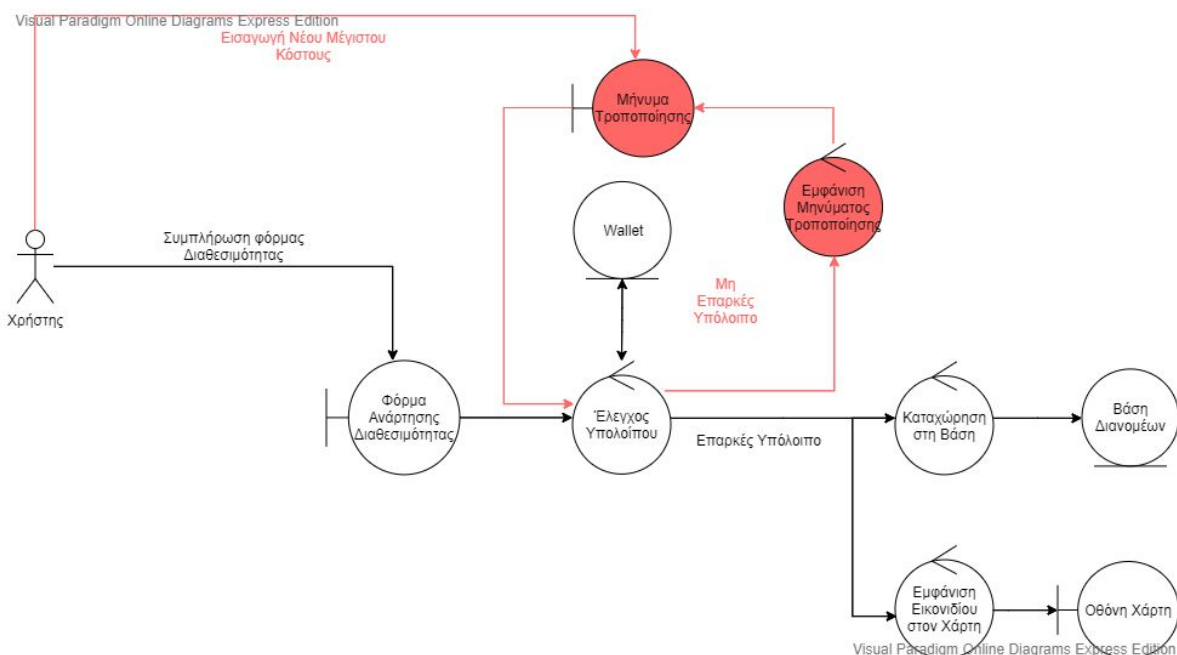 Visual Paradigm Online Diagrams Express Edition
Εισαγωγή Νέου Μέγιστου
Κόστους
Μήνυμα
Τροποποίησης
Εμφάνιση
Μηνύματος
Τροποποίησης
Wallet
Συμπλήρωση φόρμας
Διαθεσιμότητας
Μη
Επαρκές
Υπόλοιπο
Χρήστης
Φόρμα
Ανάρτησης
Διαθεσιμότητας
Έλεγχος
Υπολοίπου
Επαρκές Υπόλοιπο
Καταχώρηση
στη Βάση
Βάση
Διανομέων
Εμφάνιση
Εικονιδίου
στον Χάρτη
Οθόνη Χάρτη
Visual Paradigm Online Diagrams Express Edition